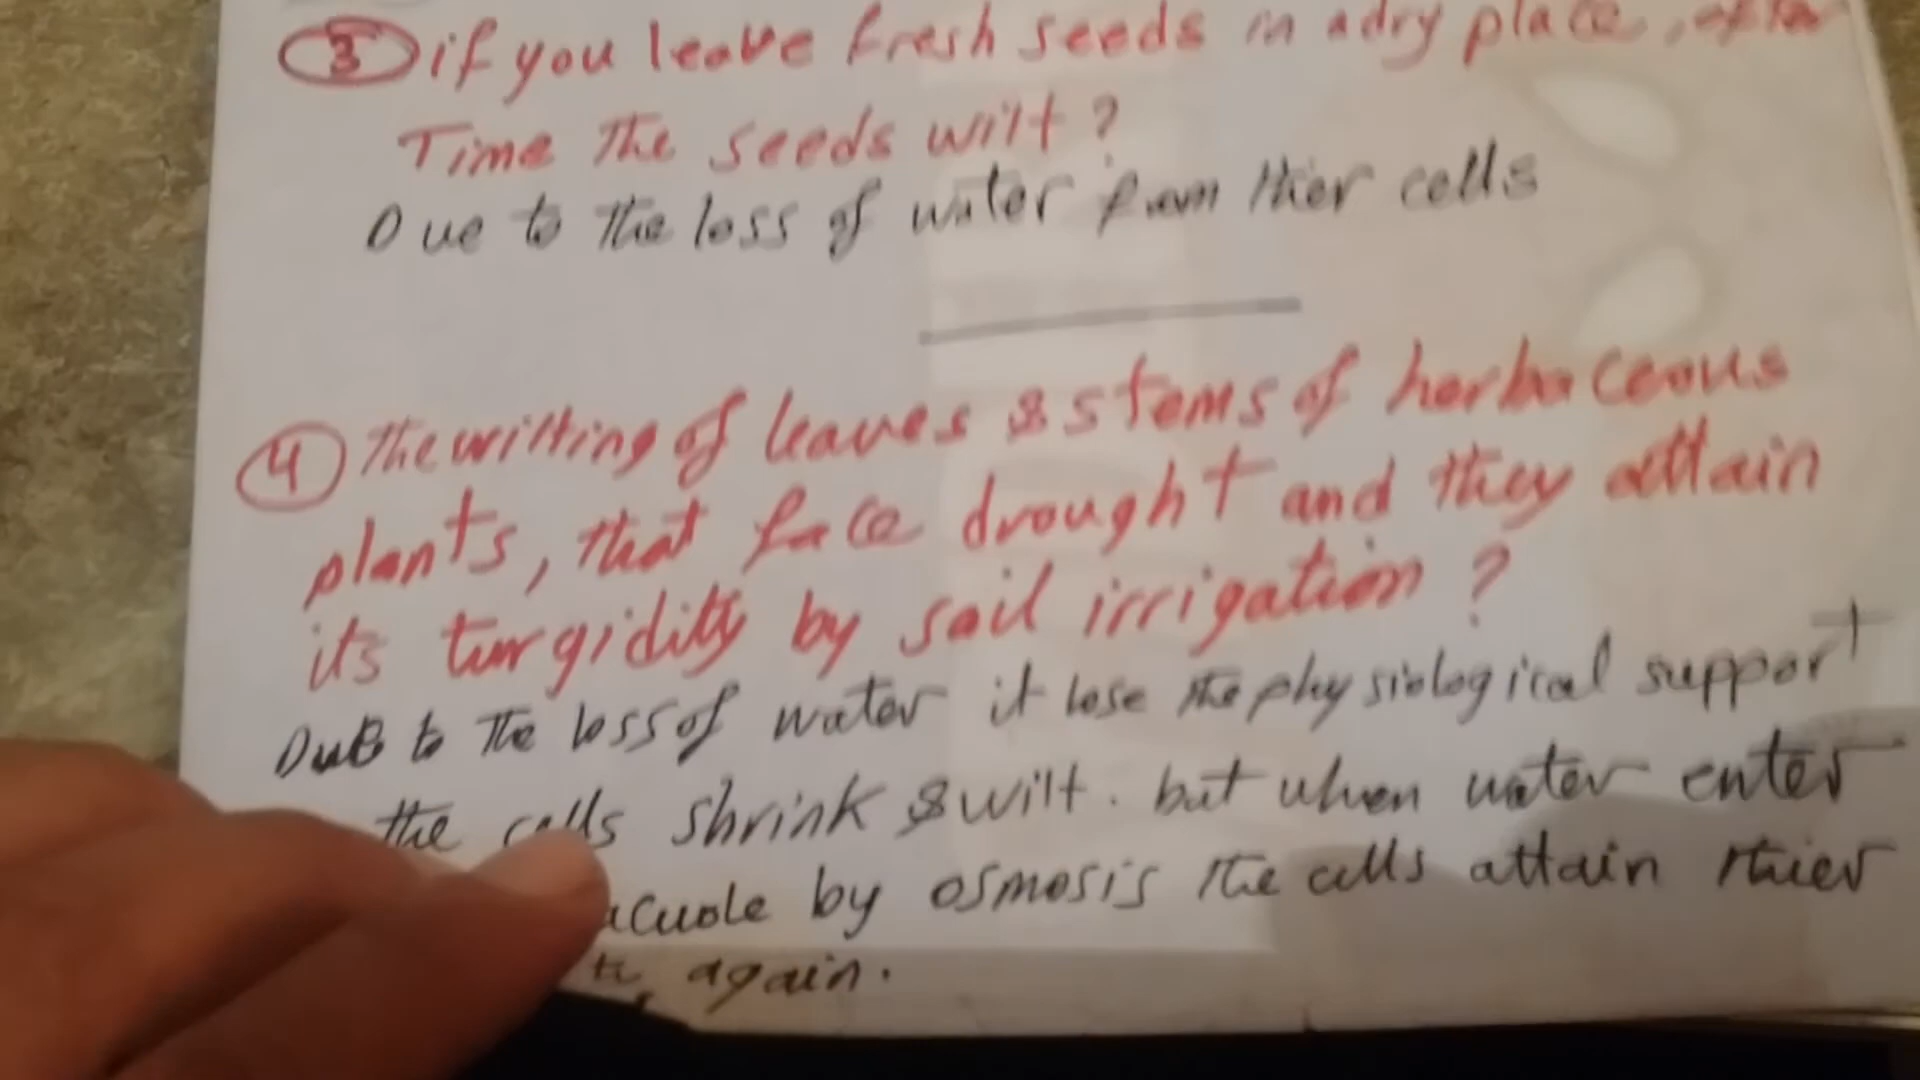 3 if you leave fresh seeds in a dry place, after
Time the seeds wilt?
Due to the loss of water from thier cells
4 The wilting of leaves & stems of herbaceous
plants, that face drought and they attain
its turgidity by soil irrigation?
Due to the loss of water it lose the physiological support
the cells shrink & wilt. but when water enter
by osmosis the cells attain thier
again.